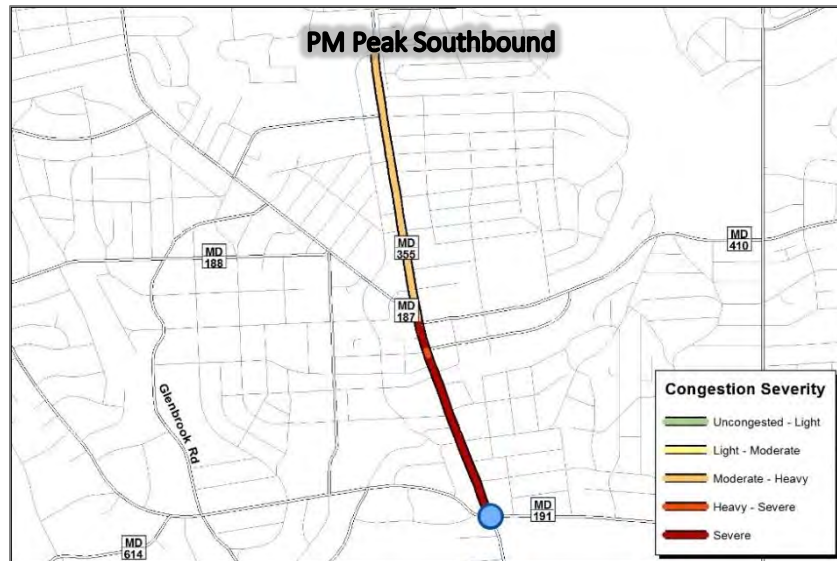 PM Peak Southbound
MD
410
MD
355
MD
188
MD
187
Glenbrook Rd
Congestion Severity
Uncongested - Light
Light - Moderate
Moderate - Heavy
Heavy - Severe
Severe
MD
191
MD
614